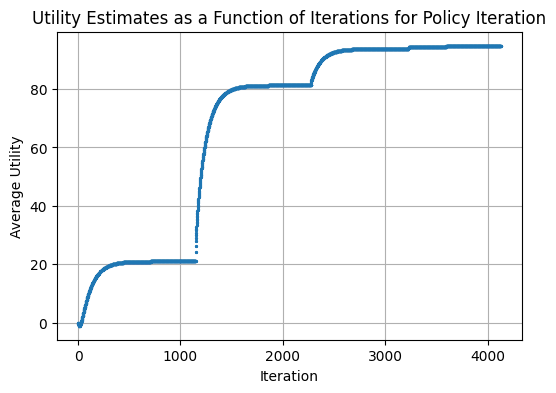 Utility Estimates as a Function of Iterations for Policy Iteration
80
60
40
20
0
Average Utility
0 1000 2000 3000 4000
Iteration